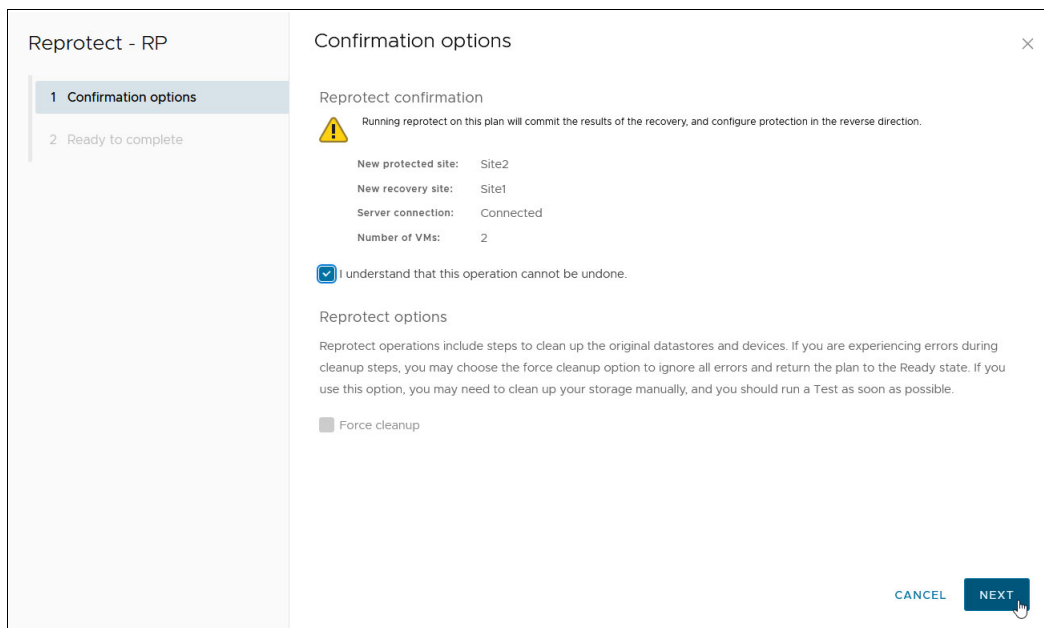 Reprotect - RP
1 Confirmation options
2 Ready to complete
Confirmation options
Reprotect confirmation
Running reprotect on this plan will commit the results of the recovery, and configure protection in the reverse direction.
New protected site: Site2
New recovery site: Site1
Server connection: Connected
Number of VMs: 2
I understand that this operation cannot be undone.
Reprotect options
Reprotect operations include steps to clean up the original datastores and devices. If you are experiencing errors during
cleanup steps, you may choose the force cleanup option to ignore all errors and return the plan to the Ready state. If you
use this option, you may need to clean up your storage manually, and you should run a Test as soon as possible.
Force cleanup
CANCEL NEXT